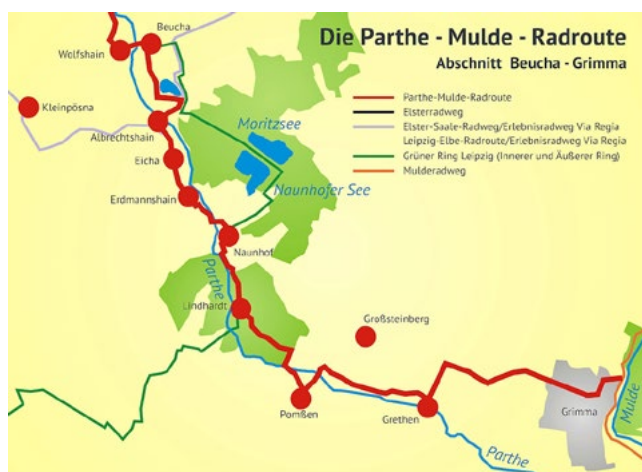 Die Parthe - Mulde - Radroute
Abschnitt Beucha - Grimma
Parthe-Mulde-Radroute
Elsterradweg
Elster-Saale-Radweg/Erlebnisradweg Via Regia
Leipzig-Elbe-Radroute/Erlebnisradweg Via Regia
Grüner Ring Leipzig (Innerer und Äußerer Ring)
Mulderadweg
Beucha
Wolfshain
Kleinpösna
Albrechtshain
Moritzsee
Eicha
Naunhofer See
Erdmannshain
Naunhof
Parthe
Lindhardt
Großsteinberg
Pomßen
Grethen
Grimma
Mulde
Parthe